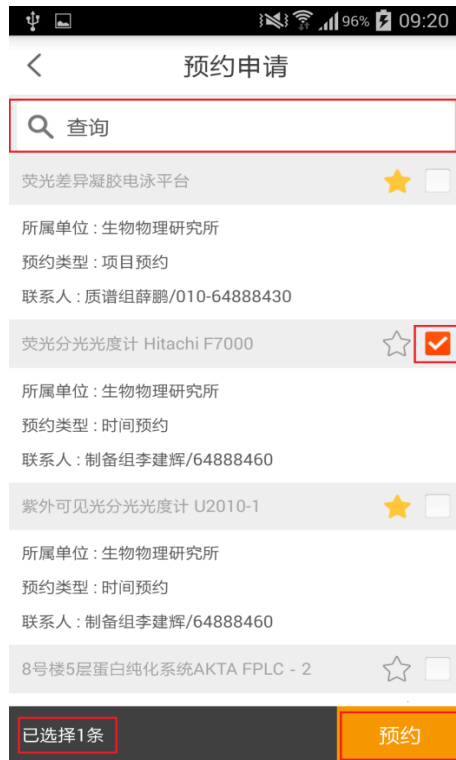 96% 09:20
预约申请
查询
荧光差异凝胶电泳平台
所属单位 : 生物物理研究所
预约类型 : 项目预约
联系人 : 质谱组薛鹏/010-64888430
荧光分光光度计 Hitachi F7000
所属单位 : 生物物理研究所
预约类型 : 时间预约
联系人 : 制备组李建辉/64888460
紫外可见光分光光度计 U2010-1
所属单位 : 生物物理研究所
预约类型 : 时间预约
联系人 : 制备组李建辉/64888460
8号楼5层蛋白纯化系统AKTA FPLC - 2
已选择1条
预约